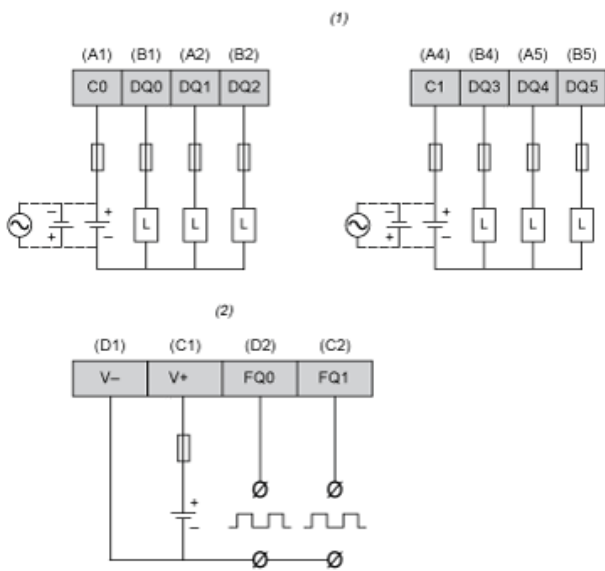 (1)
(A1) (B1) (A2) (B2)
C0 DQ0 DQ1 DQ2
− + + −
L L L
(A4) (B4) (A5) (B5)
C1 DQ3 DQ4 DQ5
− + + −
L L L
(2)
(D1) (C1) (D2) (C2)
V− V+ FQ0 FQ1
+
−